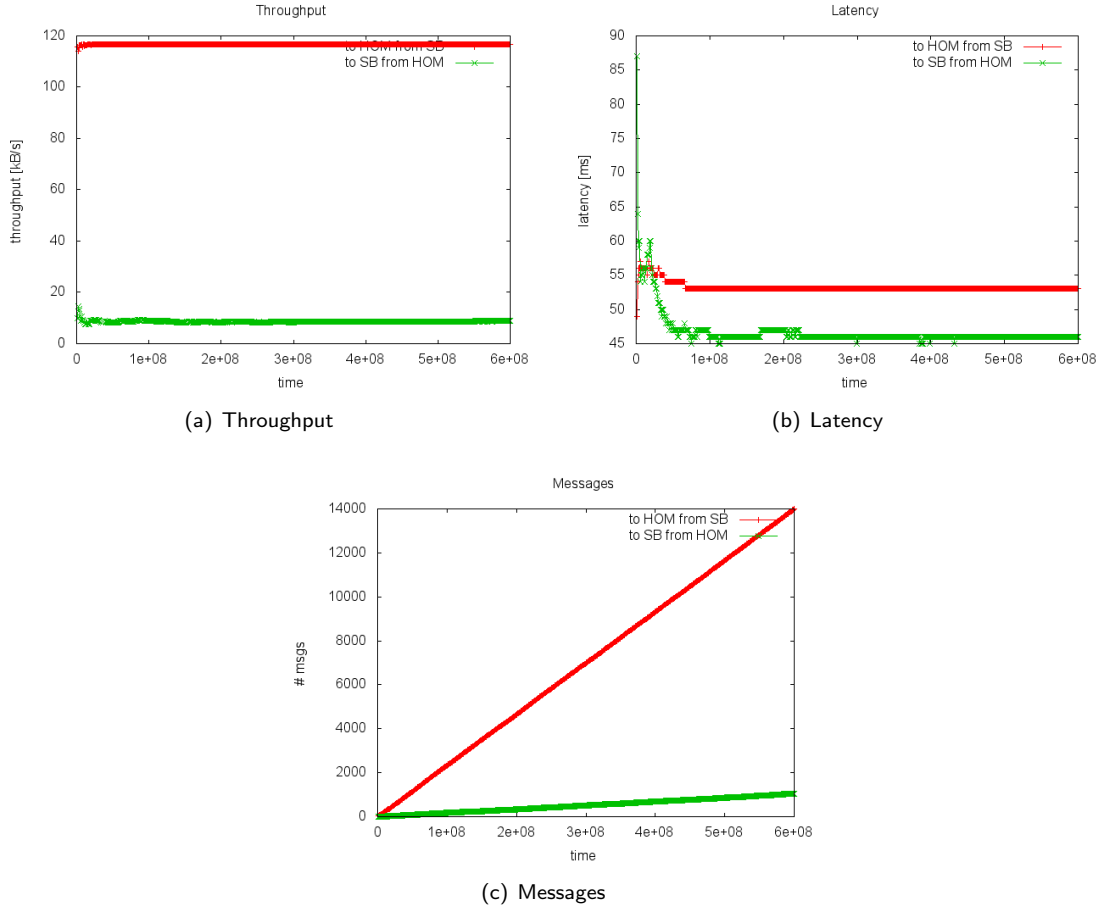 Throughput
120
100
80
60
40
20
0
throughput [kB/s]
to HOM from SB
to SB from HOM
0 1e+08 2e+08 3e+08 4e+08 5e+08 6e+08
time
(a) Throughput
Latency
90
85
80
75
70
65
60
55
50
45
latency [ms]
to HOM from SB
to SB from HOM
0 1e+08 2e+08 3e+08 4e+08 5e+08 6e+08
time
(b) Latency
Messages
14000
12000
10000
8000
6000
4000
2000
0
# msgs
to HOM from SB
to SB from HOM
0 1e+08 2e+08 3e+08 4e+08 5e+08 6e+08
time
(c) Messages